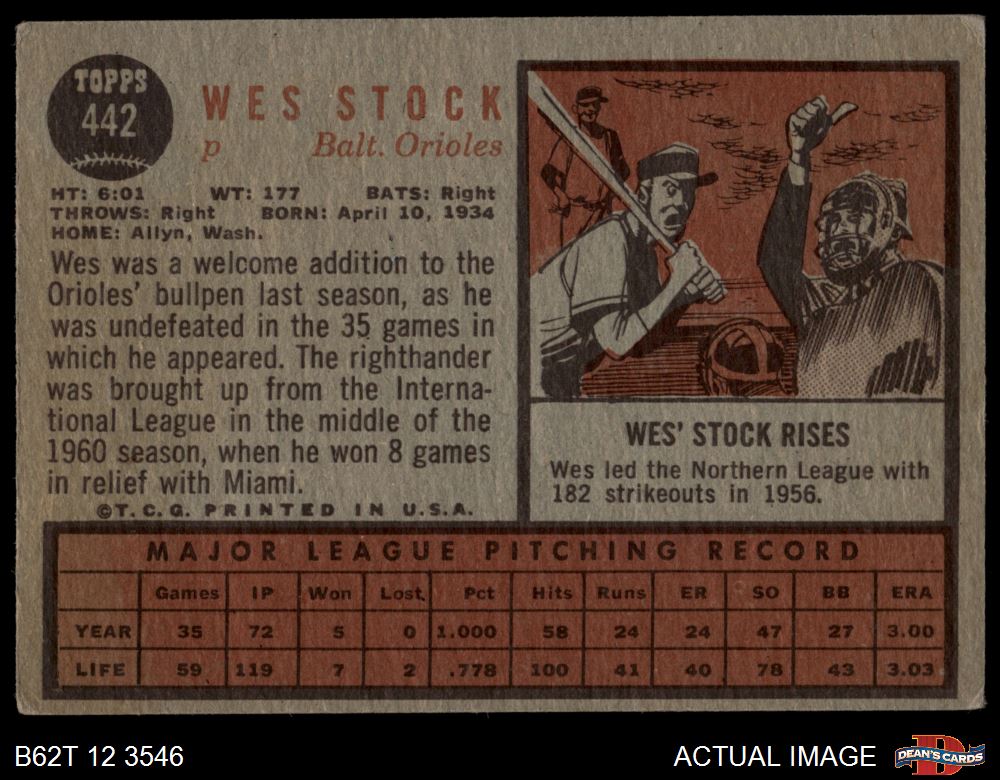 TOPPS
442
WES STOCK
p Balt. Orioles
HT: 6:01 WT: 177 BATS: Right
THROWS: Right BORN: April 10, 1934
HOME: Allyn, Wash.
Wes was a welcome addition to the
Orioles' bullpen last season, as he
was undefeated in the 35 games in
which he appeared. The righthander
was brought up from the Interna-
tional League in the middle of the
1960 season, when he won 8 games
in relief with Miami.
©T.C.G. PRINTED IN U.S.A.
WES' STOCK RISES
Wes led the Northern League with
182 strikeouts in 1956.
MAJOR LEAGUE PITCHING RECORD
Games IP Won Lost Pct Hits Runs ER SO BB ERA
YEAR 35 72 5 0 1.000 58 24 24 47 27 3.00
LIFE 59 119 7 2 .778 100 41 40 78 43 3.03
B62T 12 3546
ACTUAL IMAGE
D
DEAN'S CARDS